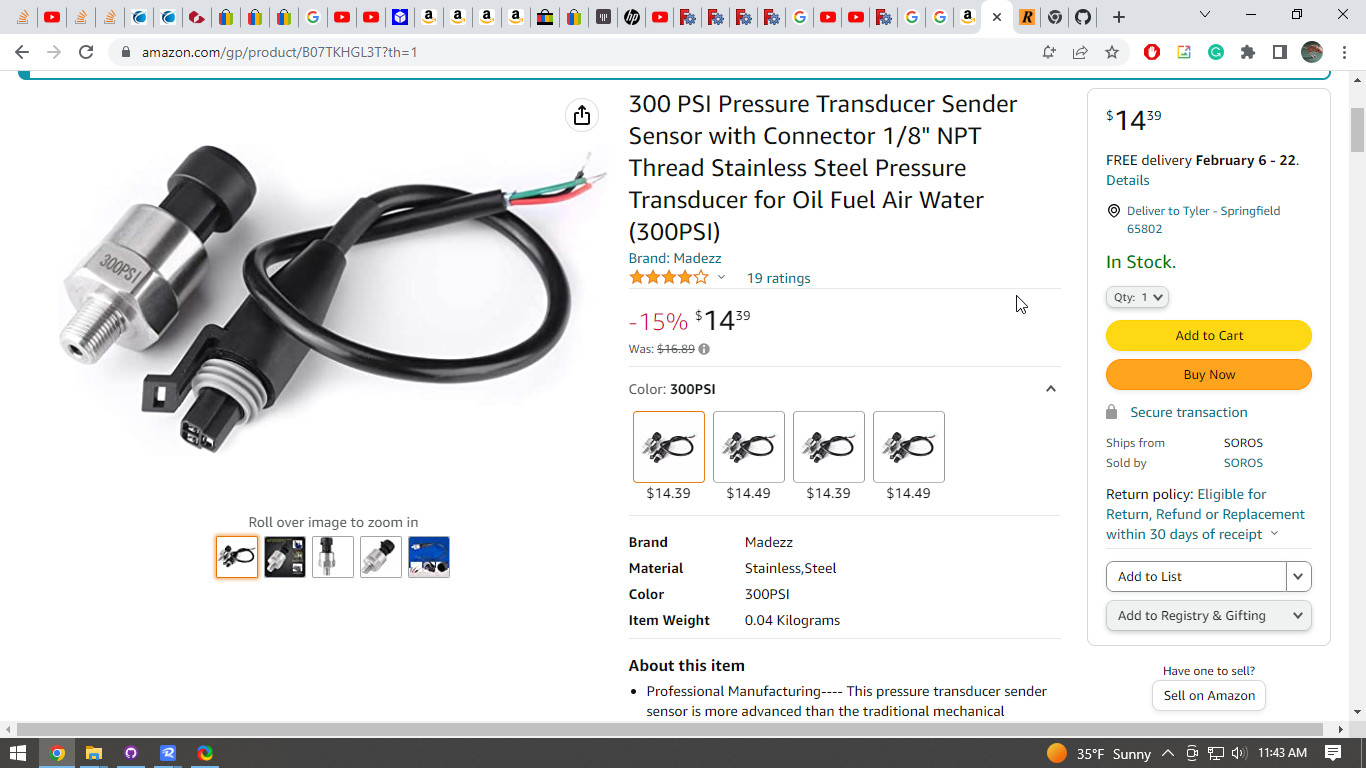 amazon.com/gp/product/B07TKHGL3T?th=1
300 PSI Pressure Transducer Sender
Sensor with Connector 1/8" NPT
Thread Stainless Steel Pressure
Transducer for Oil Fuel Air Water
(300PSI)
Brand: Madezz
19 ratings
-15% $14 39
Was: $16.89
Color: 300PSI
$14.39 $14.49 $14.39 $14.49
Brand Madezz
Material Stainless,Steel
Color 300PSI
Item Weight 0.04 Kilograms
About this item
Professional Manufacturing---- This pressure transducer sender
sensor is more advanced than the traditional mechanical
300PSI
Roll over image to zoom in
$14 39
FREE delivery February 6 - 22.
Details
Deliver to Tyler - Springfield
65802
In Stock.
Qty: 1
Add to Cart
Buy Now
Secure transaction
Ships from SOROS
Sold by SOROS
Return policy: Eligible for
Return, Refund or Replacement
within 30 days of receipt
Add to List
Add to Registry & Gifting
Have one to sell?
Sell on Amazon
35°F Sunny
11:43 AM